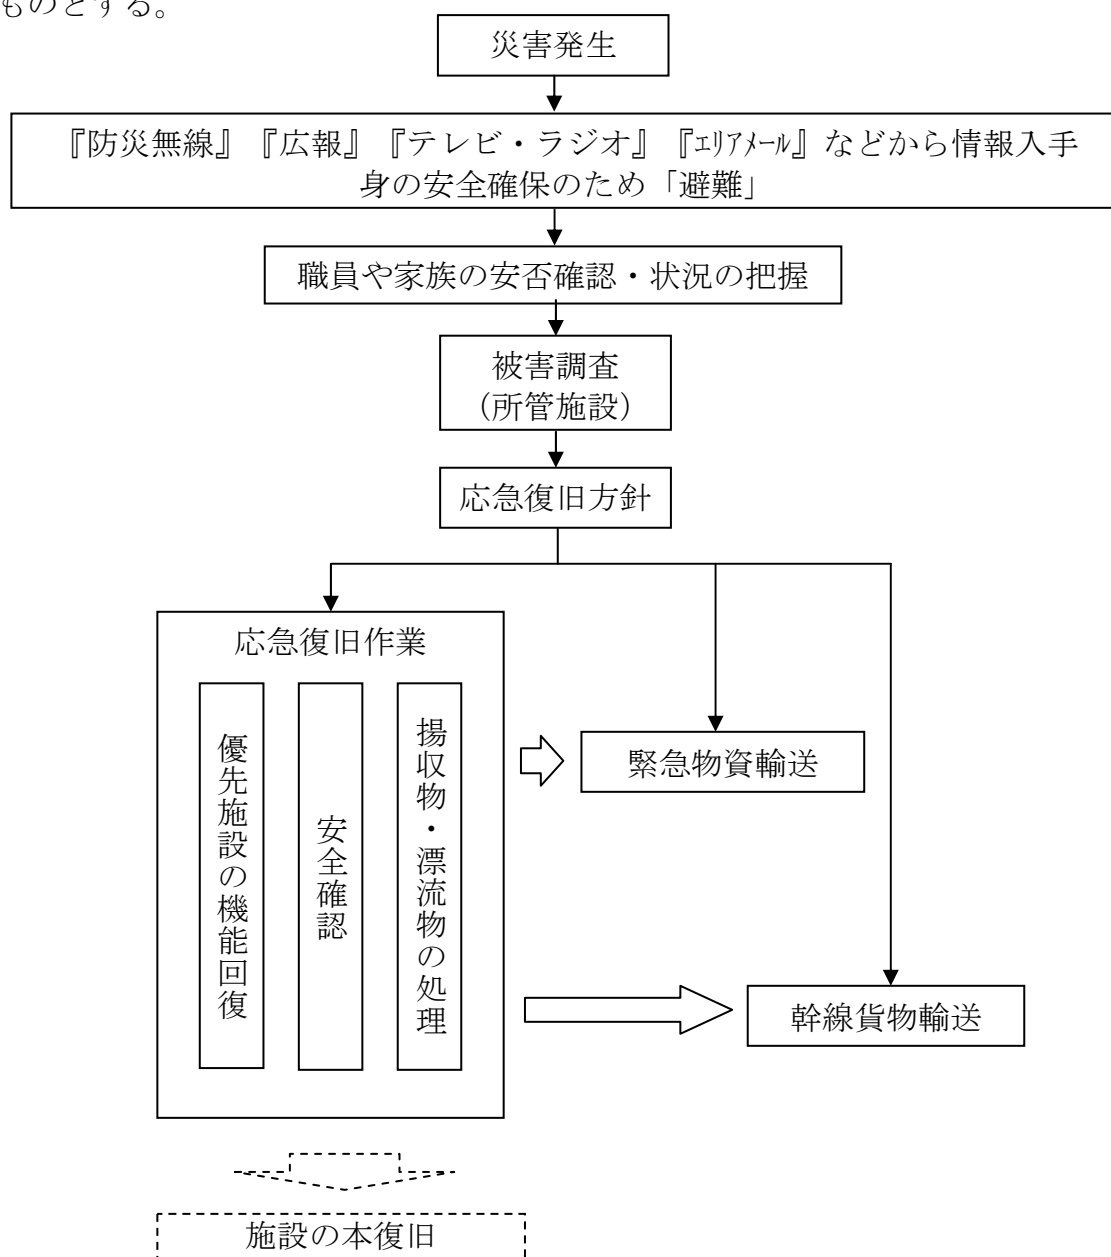 ものとする。
災害発生
『防災無線』『広報』『テレビ・ラジオ』『ｴﾘｱﾒｰﾙ』などから情報入手
身の安全確保のため「避難」
職員や家族の安否確認・状況の把握
被害調査
（所管施設）
応急復旧方針
応急復旧作業
優先施設の機能回復
安全確認
揚収物・漂流物の処理
緊急物資輸送
幹線貨物輸送
施設の本復旧